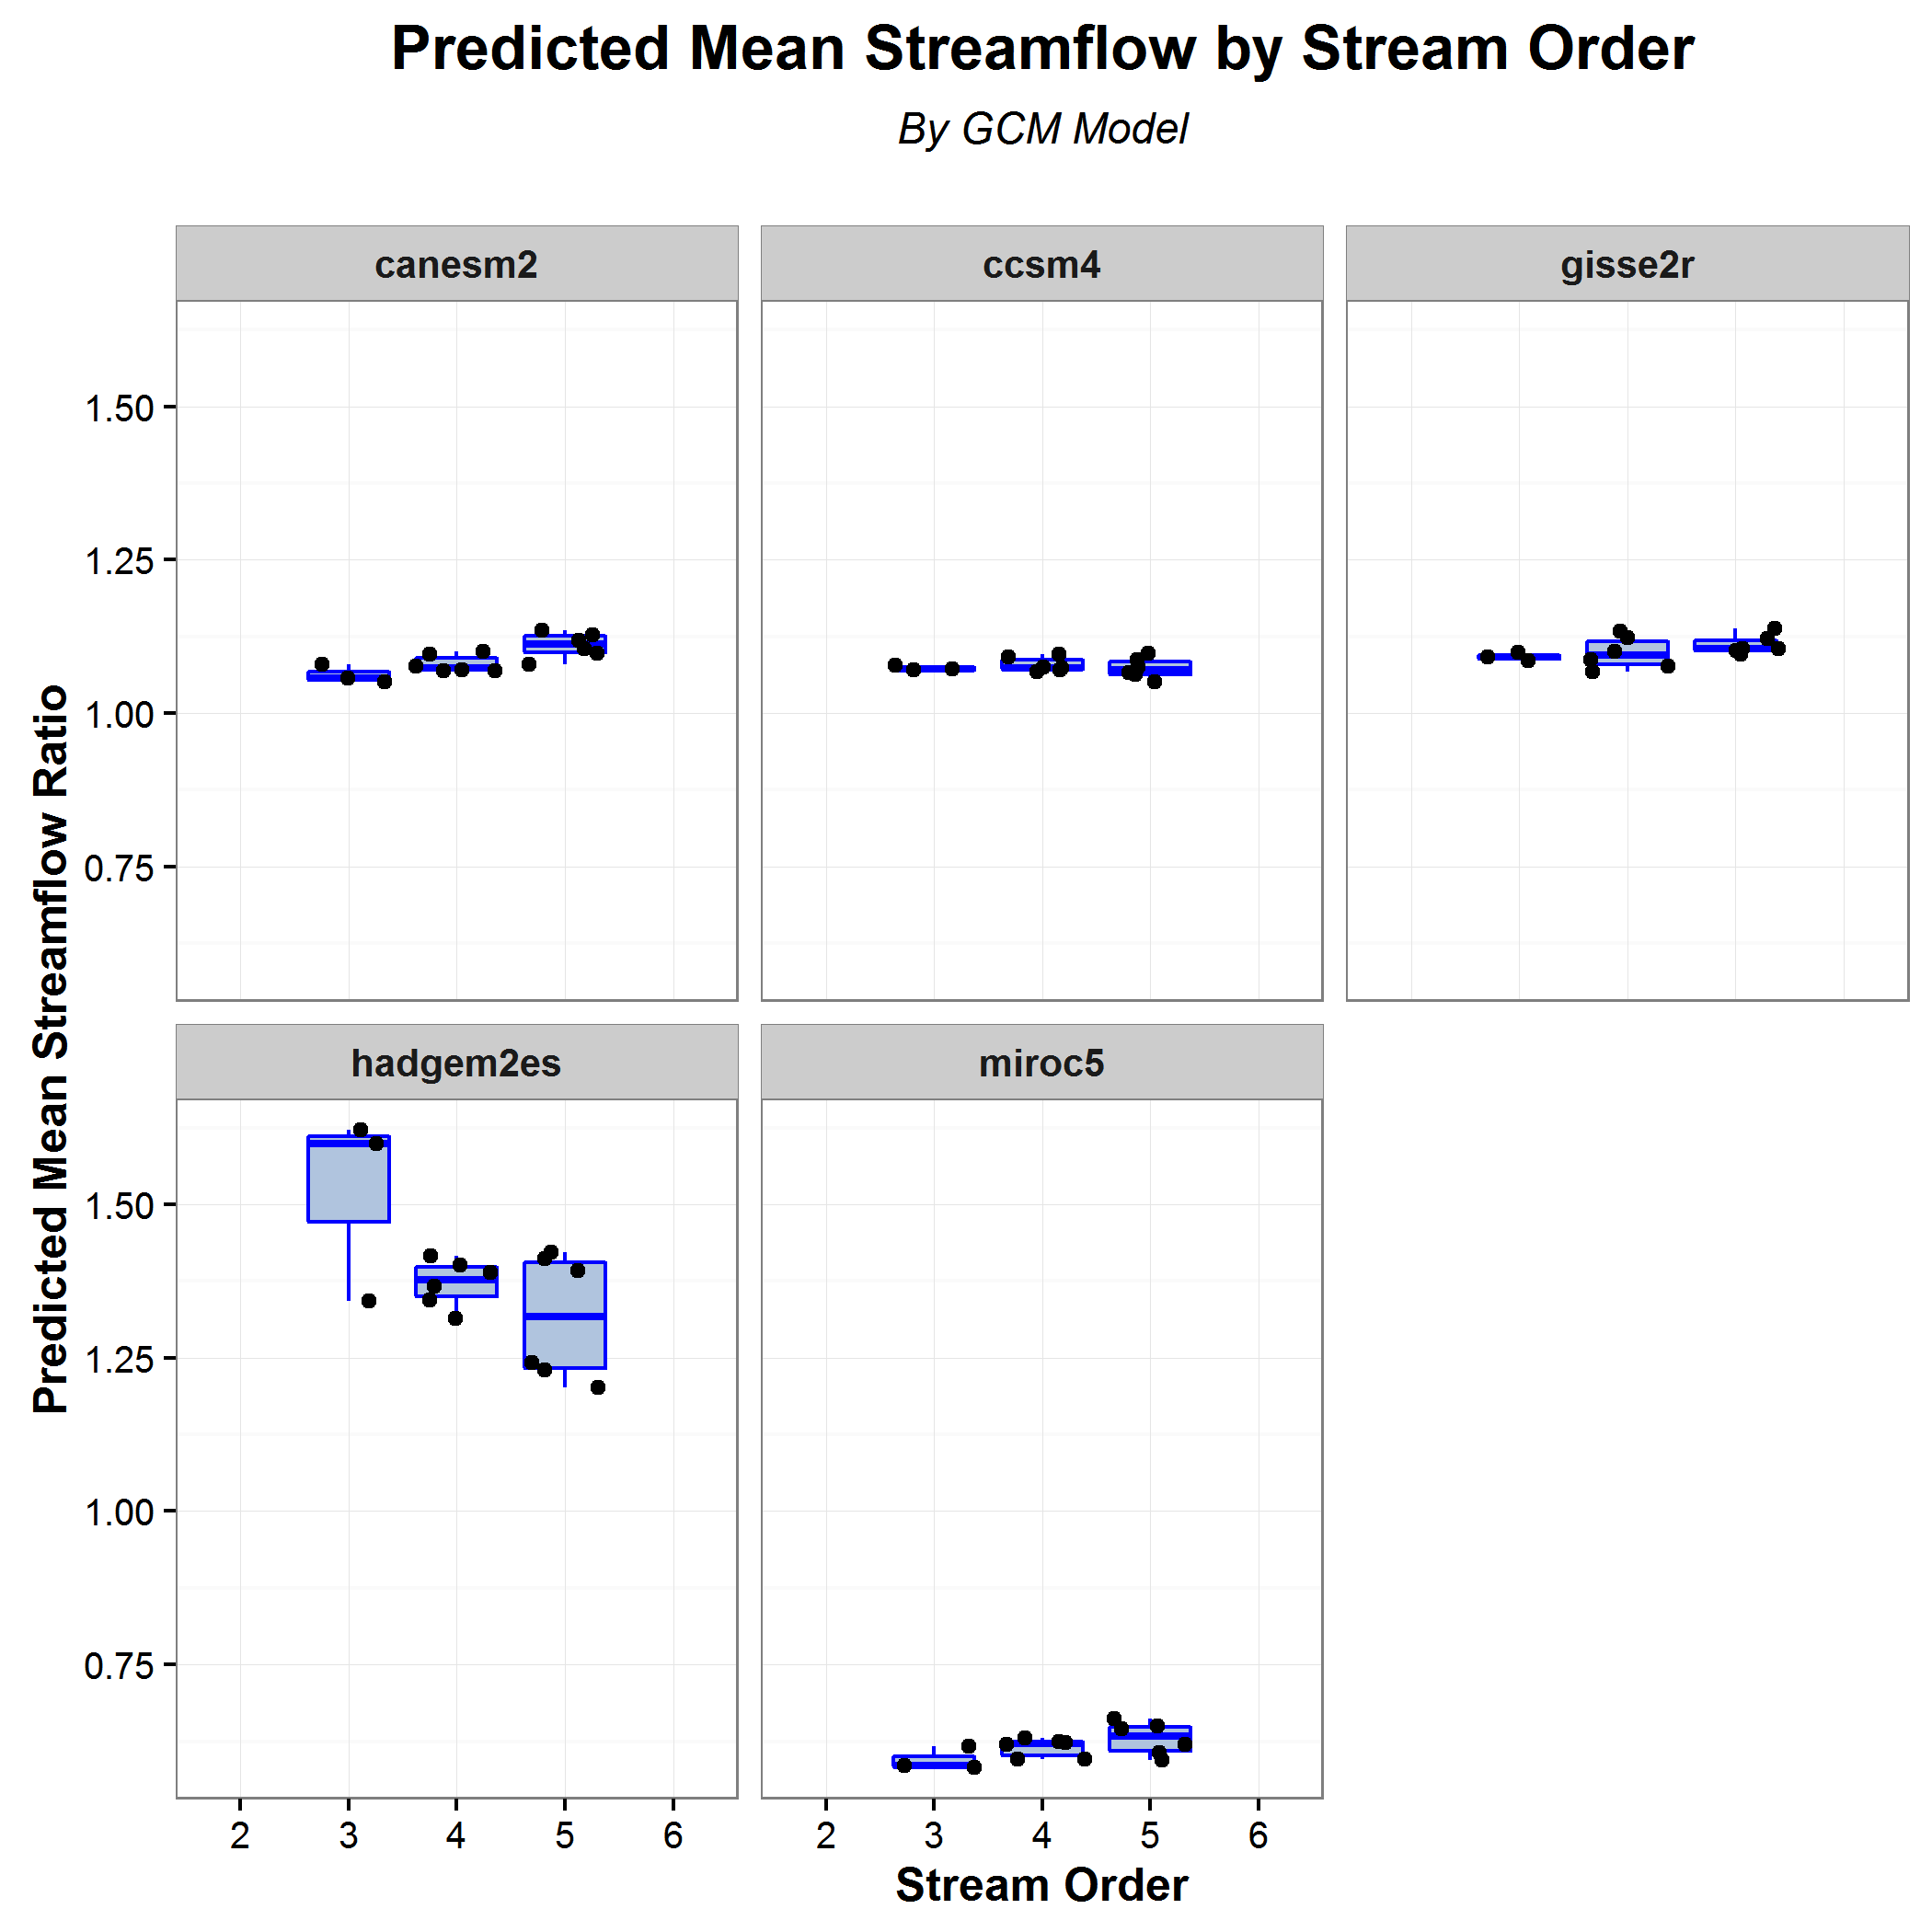 Predicted Mean Streamflow by Stream Order
By GCM Model
canesm2
ccsm4
gisse2r
1.50
1.25
1.00
0.75
Predicted Mean Streamflow Ratio
hadgem2es
miroc5
1.50
1.25
1.00
0.75
2 3 4 5 6
2 3 4 5 6
Stream Order